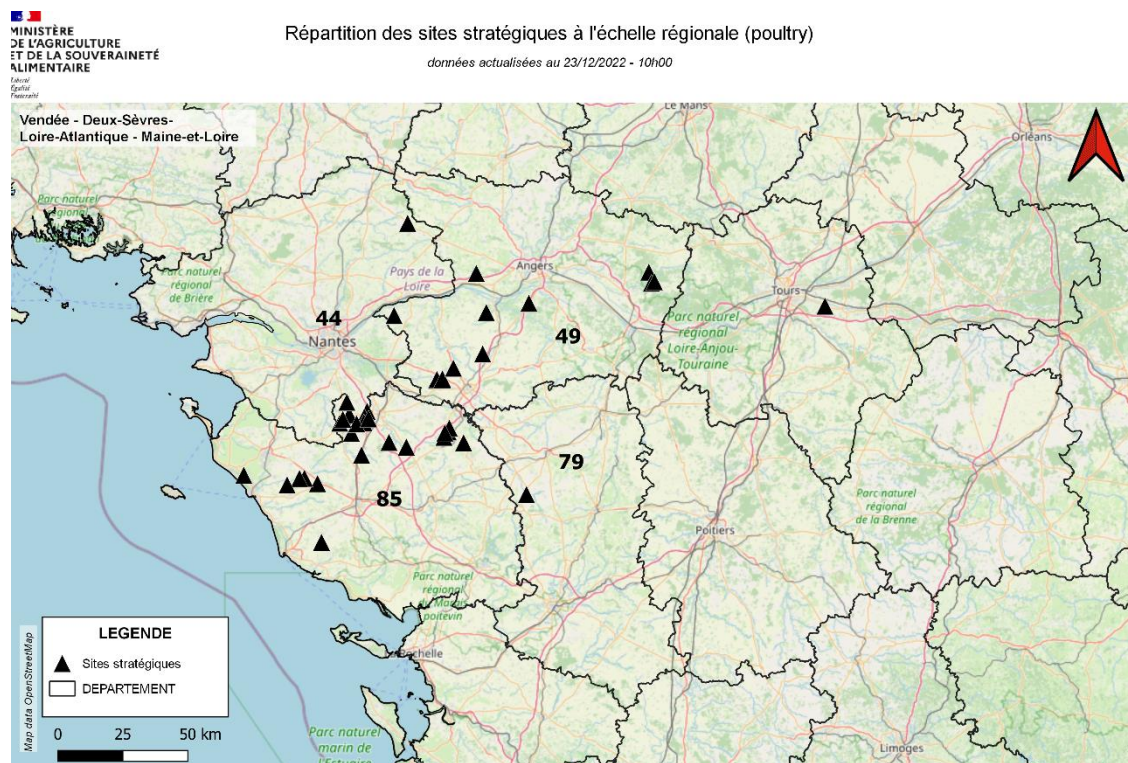 MINISTÈRE
DE L'AGRICULTURE
ET DE LA SOUVERAINETÉ
ALIMENTAIRE
Liberté
Égalité
Fraternité
Répartition des sites stratégiques à l'échelle régionale (poultry)
données actualisées au 23/12/2022 - 10h00
Vendée - Deux-Sèvres-
Loire-Atlantique - Maine-et-Loire
Le Mans
Orléans
Parc naturel
régional
Parc naturel
régional
de Brière
Pays de la
Loire
Angers
Tours
44
Nantes
49
Parc naturel
régional
Loire-Anjou-
Touraine
79
85
Parc naturel
régional
de la Brenne
Poitiers
Parc naturel
régional
du Marais
poitevin
Rochelle
Limoges
Parc naturel
marin de
LEGENDE
Sites stratégiques
DEPARTEMENT
Map data OpenStreetMap
0 25 50 km